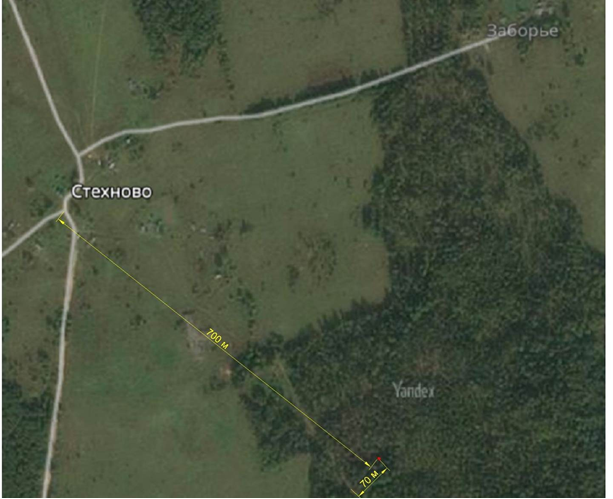 Заборье
Стехново
700 м
Yandex
70 м